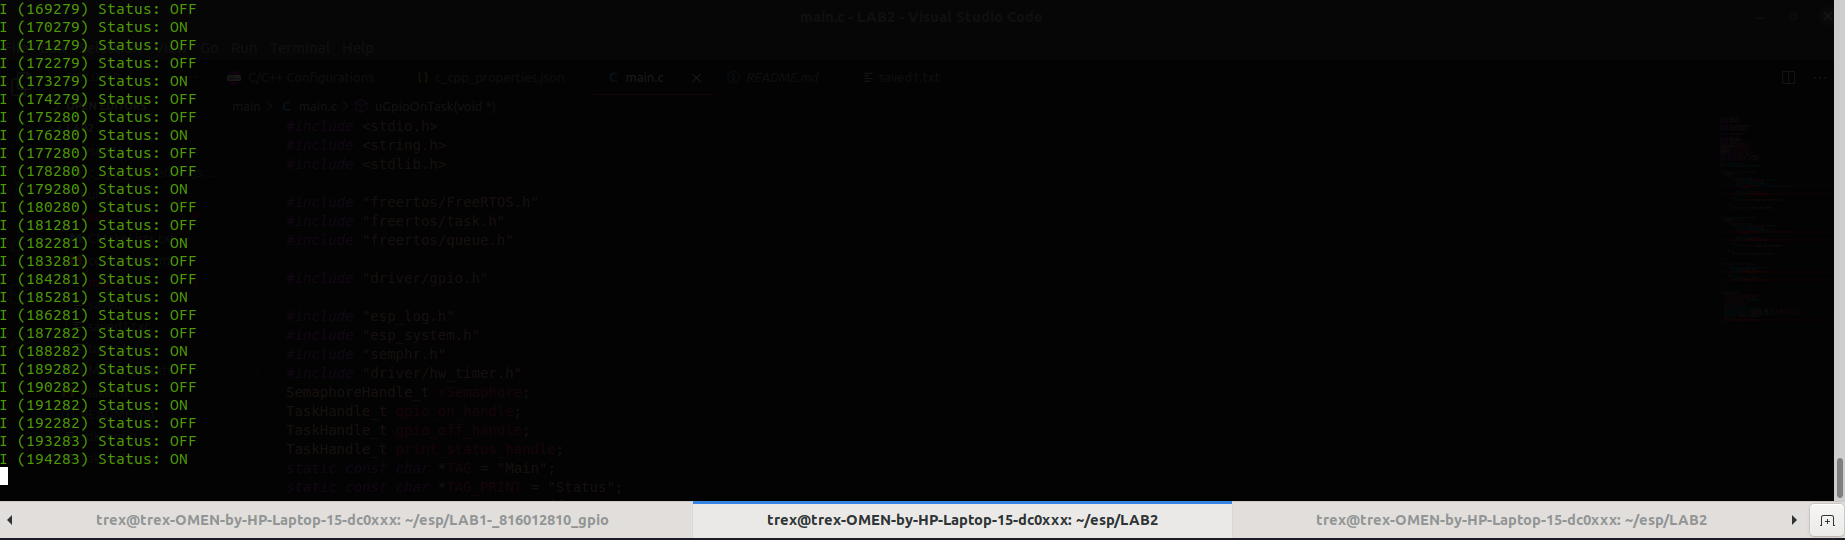 I (169279) Status: OFF
main.c - LAB2 - Visual Studio Code
I (170279) Status: ON
I (171279) Status: OFF
Go Run Terminal Help
I (172279) Status: OFF
I (173279) Status: ON
C/C++ Configurations c_cpp_properties.json C main.c README.md saved1.txt
I (174279) Status: OFF
main > C main.c > uGpioOnTask(void *)
I (175280) Status: OFF
#include <stdio.h>
I (176280) Status: ON
#include <string.h>
I (177280) Status: OFF
#include <stdlib.h>
I (178280) Status: OFF
I (179280) Status: ON
#include "freertos/FreeRTOS.h"
I (180280) Status: OFF
#include "freertos/task.h"
I (181281) Status: OFF
#include "freertos/queue.h"
I (182281) Status: ON
I (183281) Status: OFF
#include "driver/gpio.h"
I (184281) Status: OFF
I (185281) Status: ON
#include "esp_log.h"
I (186281) Status: OFF
#include "esp_system.h"
I (187282) Status: OFF
#include "semphr.h"
I (188282) Status: ON
#include "driver/hw_timer.h"
I (189282) Status: OFF
SemaphoreHandle_t xSemaphore;
I (190282) Status: OFF
TaskHandle_t gpio_on_handle;
I (191282) Status: ON
TaskHandle_t gpio_off_handle;
I (192282) Status: OFF
TaskHandle_t print_status_handle;
I (193283) Status: OFF
static const char *TAG = "Main";
I (194283) Status: ON
static const char *TAG_PRINT = "Status";
trex@trex-OMEN-by-HP-Laptop-15-dc0xxx: ~/esp/LAB1-_816012810_gpio
trex@trex-OMEN-by-HP-Laptop-15-dc0xxx: ~/esp/LAB2
trex@trex-OMEN-by-HP-Laptop-15-dc0xxx: ~/esp/LAB2